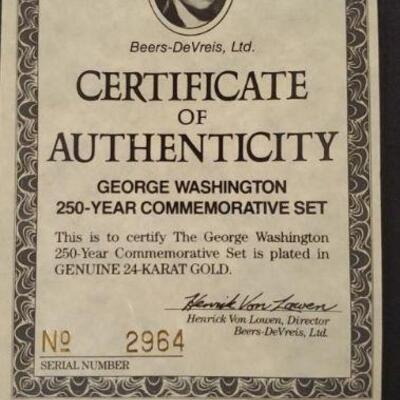 Beers-DeVreis, Ltd.
CERTIFICATE
OF
AUTHENTICITY
GEORGE WASHINGTON
250-YEAR COMMEMORATIVE SET
This is to certify The George Washington
250-Year Commemorative Set is plated in
GENUINE 24-KARAT GOLD.
Henrik Von Lowen
Henrick Von Lowen, Director
Beers-DeVreis, Ltd.
Nº 2964
SERIAL NUMBER